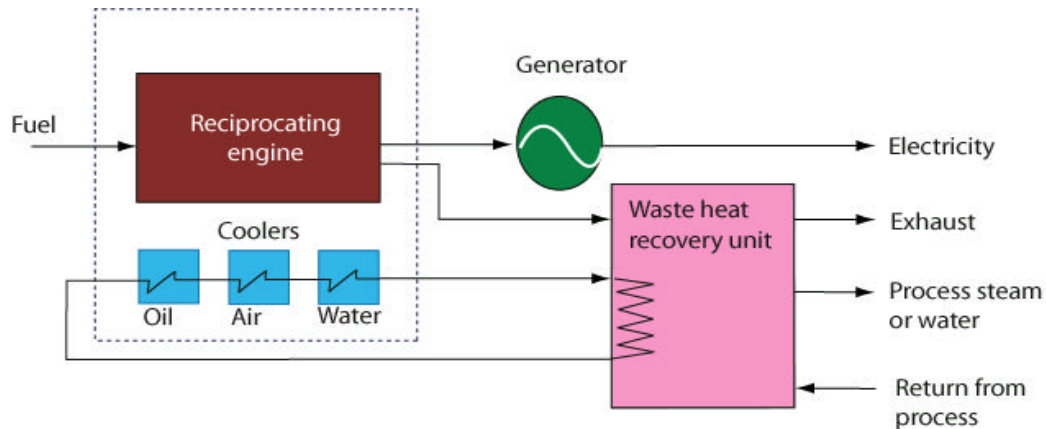 Generator
Fuel
Reciprocating
engine
Electricity
Waste heat
recovery unit
Exhaust
Coolers
Oil
Air
Water
Process steam
or water
Return from
process